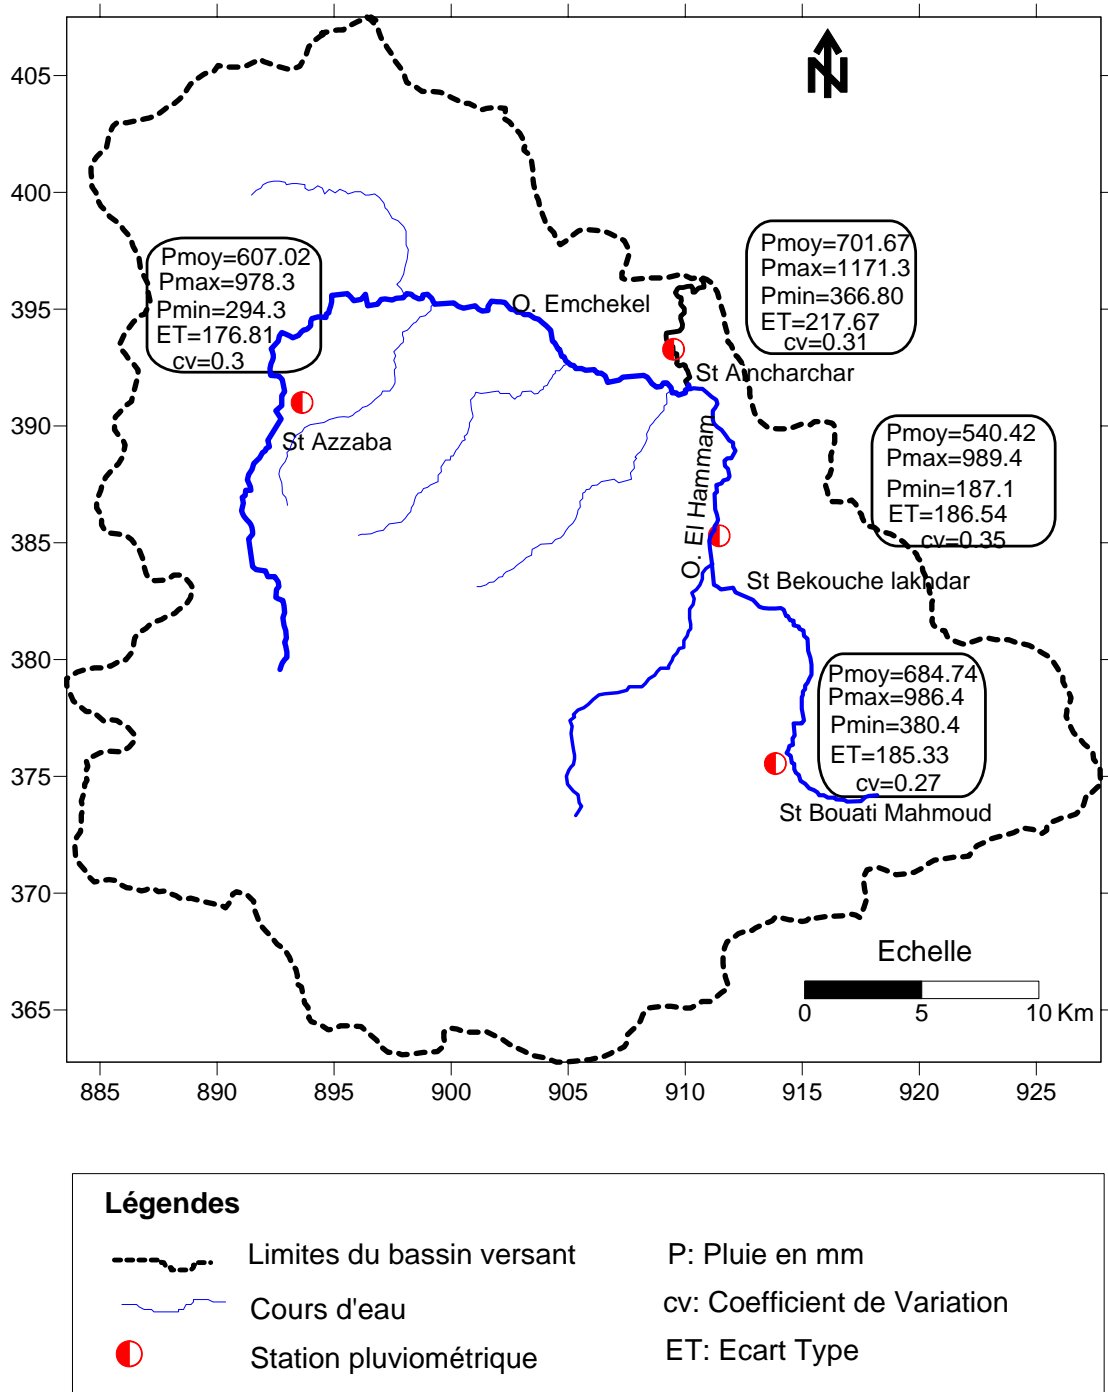 N
405
400
395
390
385
380
375
370
365
Pmoy=607.02
Pmax=978.3
Pmin=294.3
ET=176.81
cv=0.3
O. Emchekel
Pmoy=701.67
Pmax=1171.3
Pmin=366.80
ET=217.67
cv=0.31
St Aincharchar
St Azzaba
Pmoy=540.42
Pmax=989.4
Pmin=187.1
ET=186.54
cv=0.35
O. El Hammam
St Bekouche lakhdar
Pmoy=684.74
Pmax=986.4
Pmin=380.4
ET=185.33
cv=0.27
St Bouati Mahmoud
Echelle
0 5 10 Km
885 890 895 900 905 910 915 920 925
Légendes
Limites du bassin versant
Cours d'eau
Station pluviométrique
P: Pluie en mm
cv: Coefficient de Variation
ET: Ecart Type